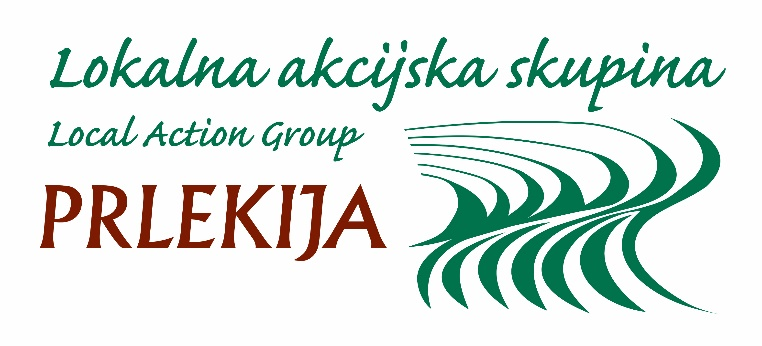 Lokalna akcijska skupina
Local Action Group
PRLEKIJA